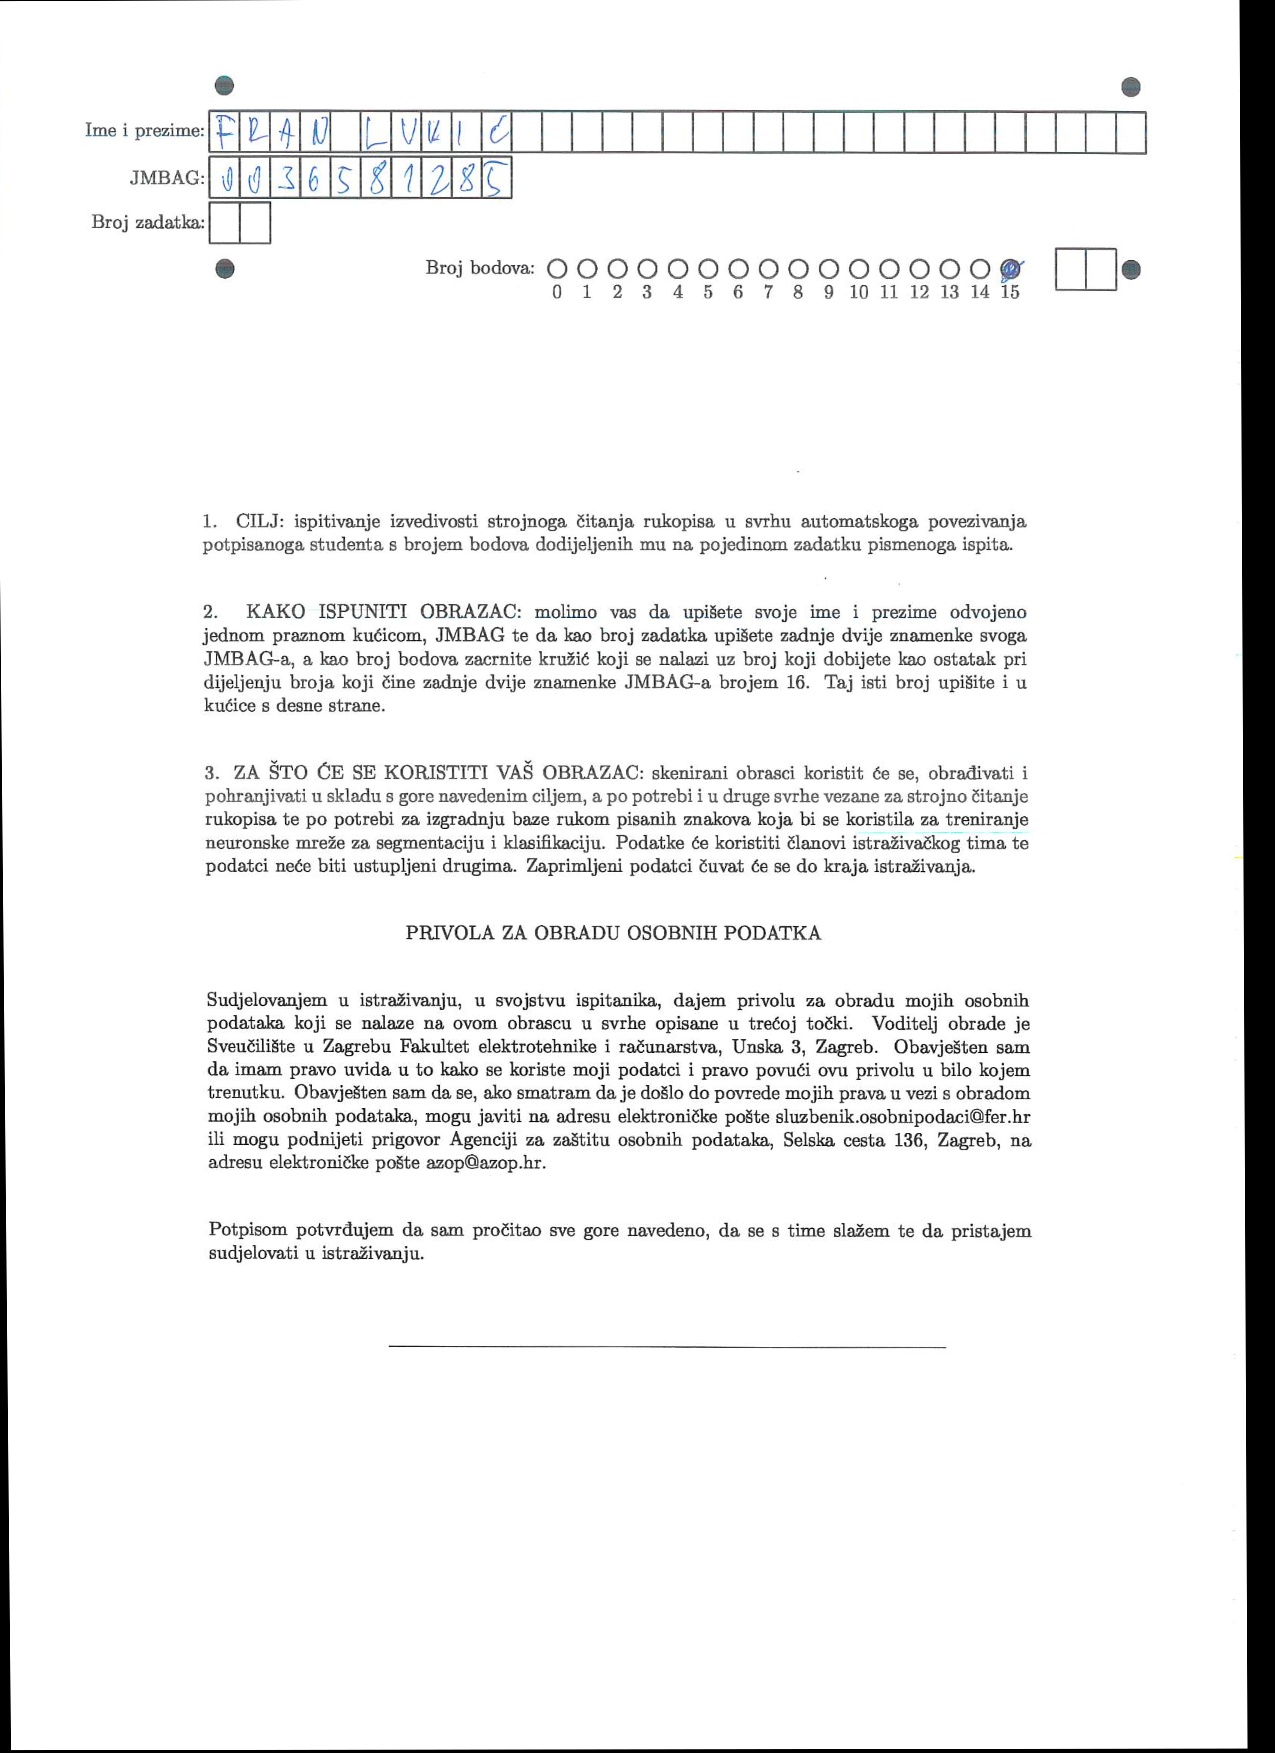 Ime i prezime: FRAN LUKIĆ
JMBAG: 0036581285
Broj zadatka:
Broj bodova:
0 1 2 3 4 5 6 7 8 9 10 11 12 13 14 15
1. CILJ: ispitivanje izvedivosti strojnoga čitanja rukopisa u svrhu automatskoga povezivanja
potpisanoga studenta s brojem bodova dodijeljenih mu na pojedinom zadatku pismenoga ispita.
2. KAKO ISPUNITI OBRAZAC: molimo vas da upišete svoje ime i prezime odvojeno
jednom praznom kućicom, JMBAG te da kao broj zadatka upišete zadnje dvije znamenke svoga
JMBAG-a, a kao broj bodova zacrnite kružić koji se nalazi uz broj koji dobijete kao ostatak pri
dijeljenju broja koji čine zadnje dvije znamenke JMBAG-a brojem 16. Taj isti broj upišite i u
kućice s desne strane.
3. ZA ŠTO ĆE SE KORISTITI VAŠ OBRAZAC: skenirani obrasci koristit će se, obrađivati i
pohranjivati u skladu s gore navedenim ciljem, a po potrebi i u druge svrhe vezane za strojno čitanje
rukopisa te po potrebi za izgradnju baze rukom pisanih znakova koja bi se koristila za treniranje
neuronske mreže za segmentaciju i klasifikaciju. Podatke će koristiti članovi istraživačkog tima te
podatci neće biti ustupljeni drugima. Zaprimljeni podatci čuvat će se do kraja istraživanja.
PRIVOLA ZA OBRADU OSOBNIH PODATKA
Sudjelovanjem u istraživanju, u svojstvu ispitanika, dajem privolu za obradu mojih osobnih
podataka koji se nalaze na ovom obrascu u svrhe opisane u trećoj točki. Voditelj obrade je
Sveučilište u Zagrebu Fakultet elektrotehnike i računarstva, Unska 3, Zagreb. Obavješten sam
da imam pravo uvida u to kako se koriste moji podatci i pravo povući ovu privolu u bilo kojem
trenutku. Obavješten sam da se, ako smatram da je došlo do povrede mojih prava u vezi s obradom
mojih osobnih podataka, mogu javiti na adresu elektroničke pošte sluzbenik.osobnipodaci@fer.hr
ili mogu podnijeti prigovor Agenciji za zaštitu osobnih podataka, Selska cesta 136, Zagreb, na
adresu elektroničke pošte azop@azop.hr.
Potpisom potvrđujem da sam pročitao sve gore navedeno, da se s time slažem te da pristajem
sudjelovati u istraživanju.